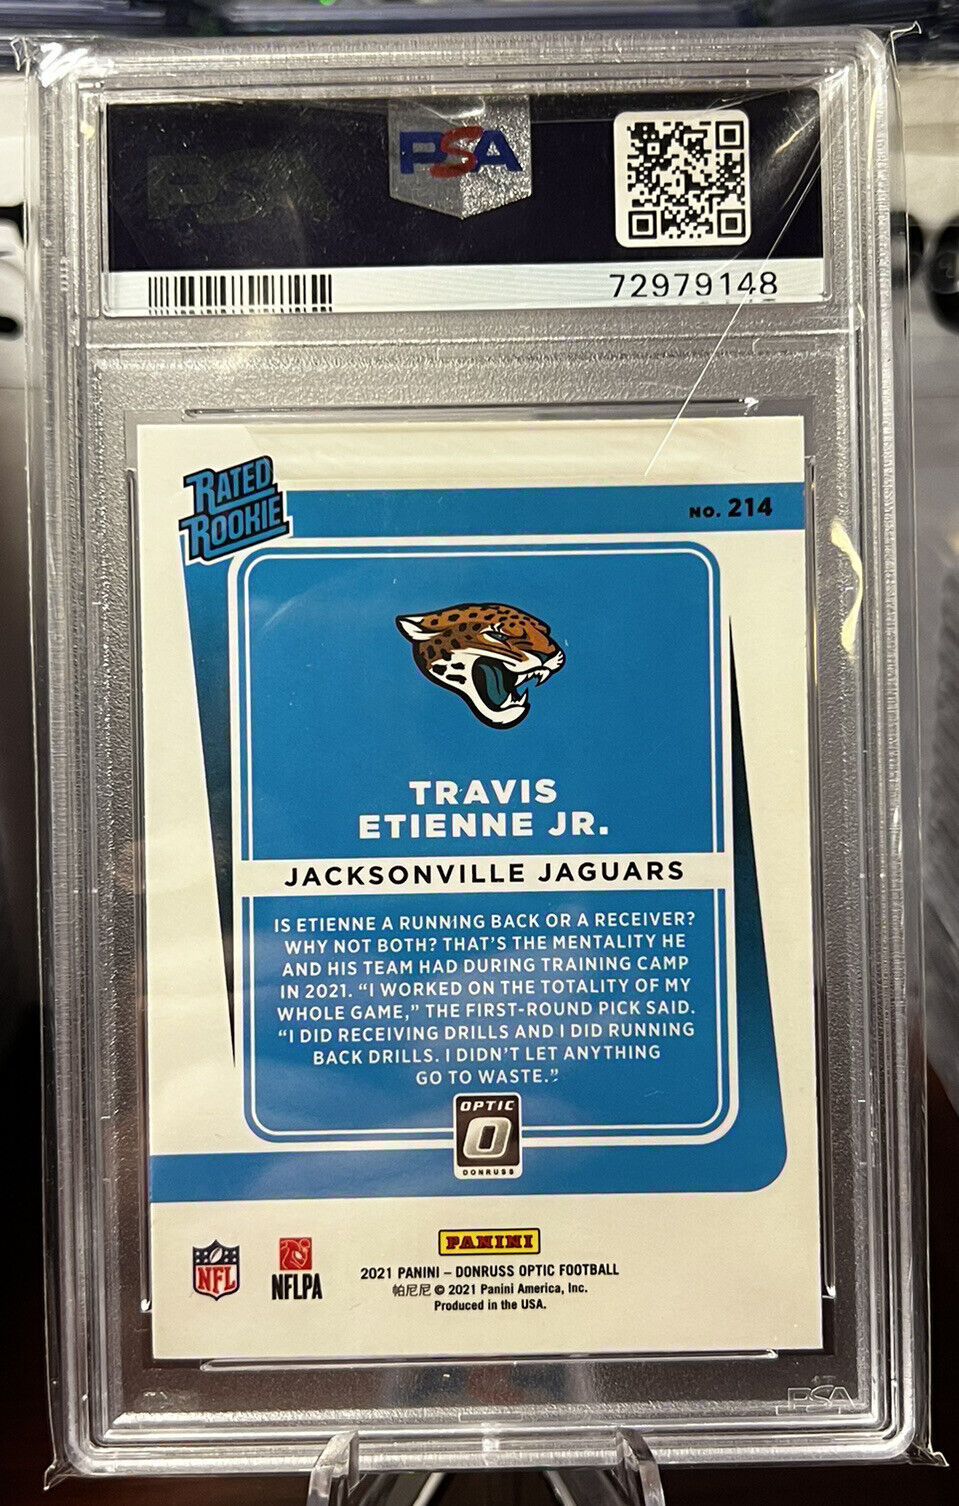 PSA
72979148
RATED
ROOKIE
NO. 214
TRAVIS
ETIENNE JR.
JACKSONVILLE JAGUARS
IS ETIENNE A RUNNING BACK OR A RECEIVER?
WHY NOT BOTH? THAT'S THE MENTALITY HE
AND HIS TEAM HAD DURING TRAINING CAMP
IN 2021. “I WORKED ON THE TOTALITY OF MY
WHOLE GAME,” THE FIRST-ROUND PICK SAID.
“I DID RECEIVING DRILLS AND I DID RUNNING
BACK DRILLS. I DIDN'T LET ANYTHING
GO TO WASTE.”
OPTIC
O
DONRUSS
PANINI
NFL
NFLPA
2021 PANINI – DONRUSS OPTIC FOOTBALL
帕尼尼 © 2021 Panini America, Inc.
Produced in the USA.
PSA